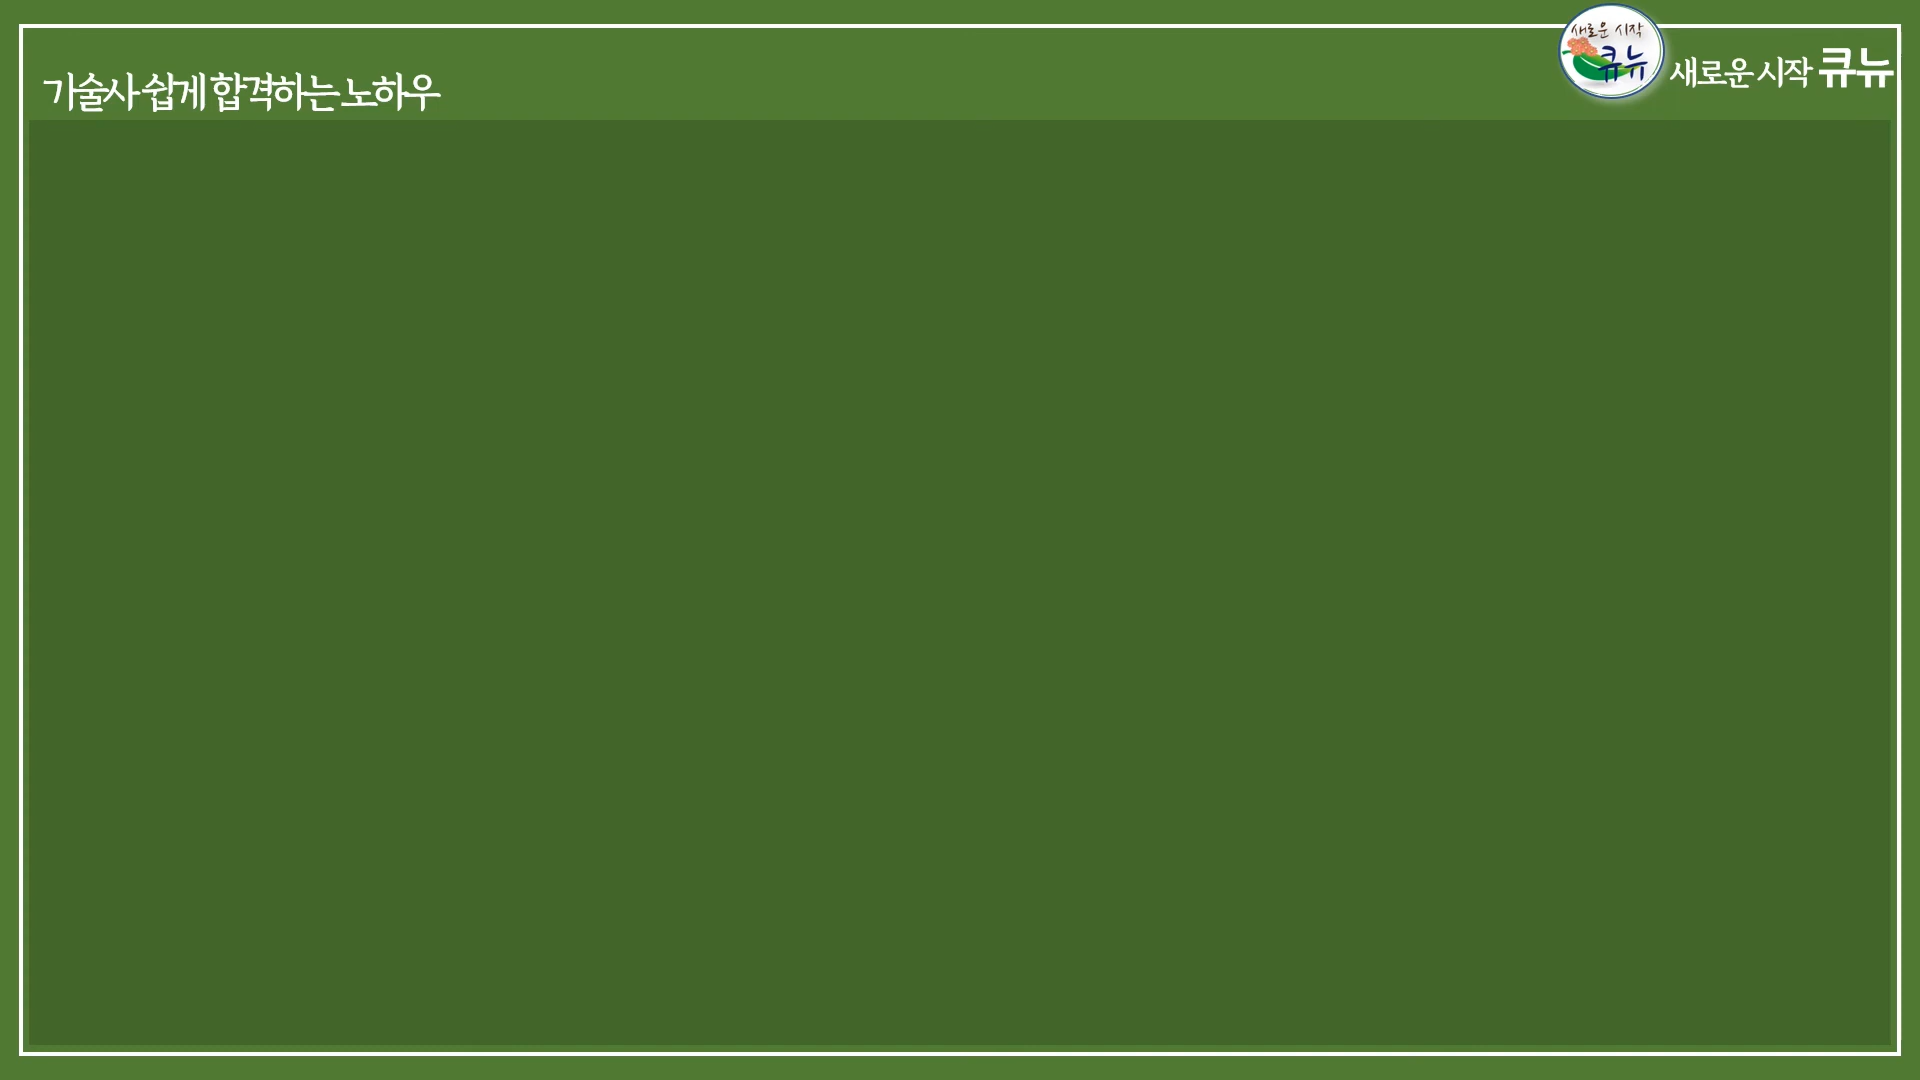 새로운 시작
큐뉴
새로운 시작 큐뉴
기술사 쉽게 합격하는 노하우